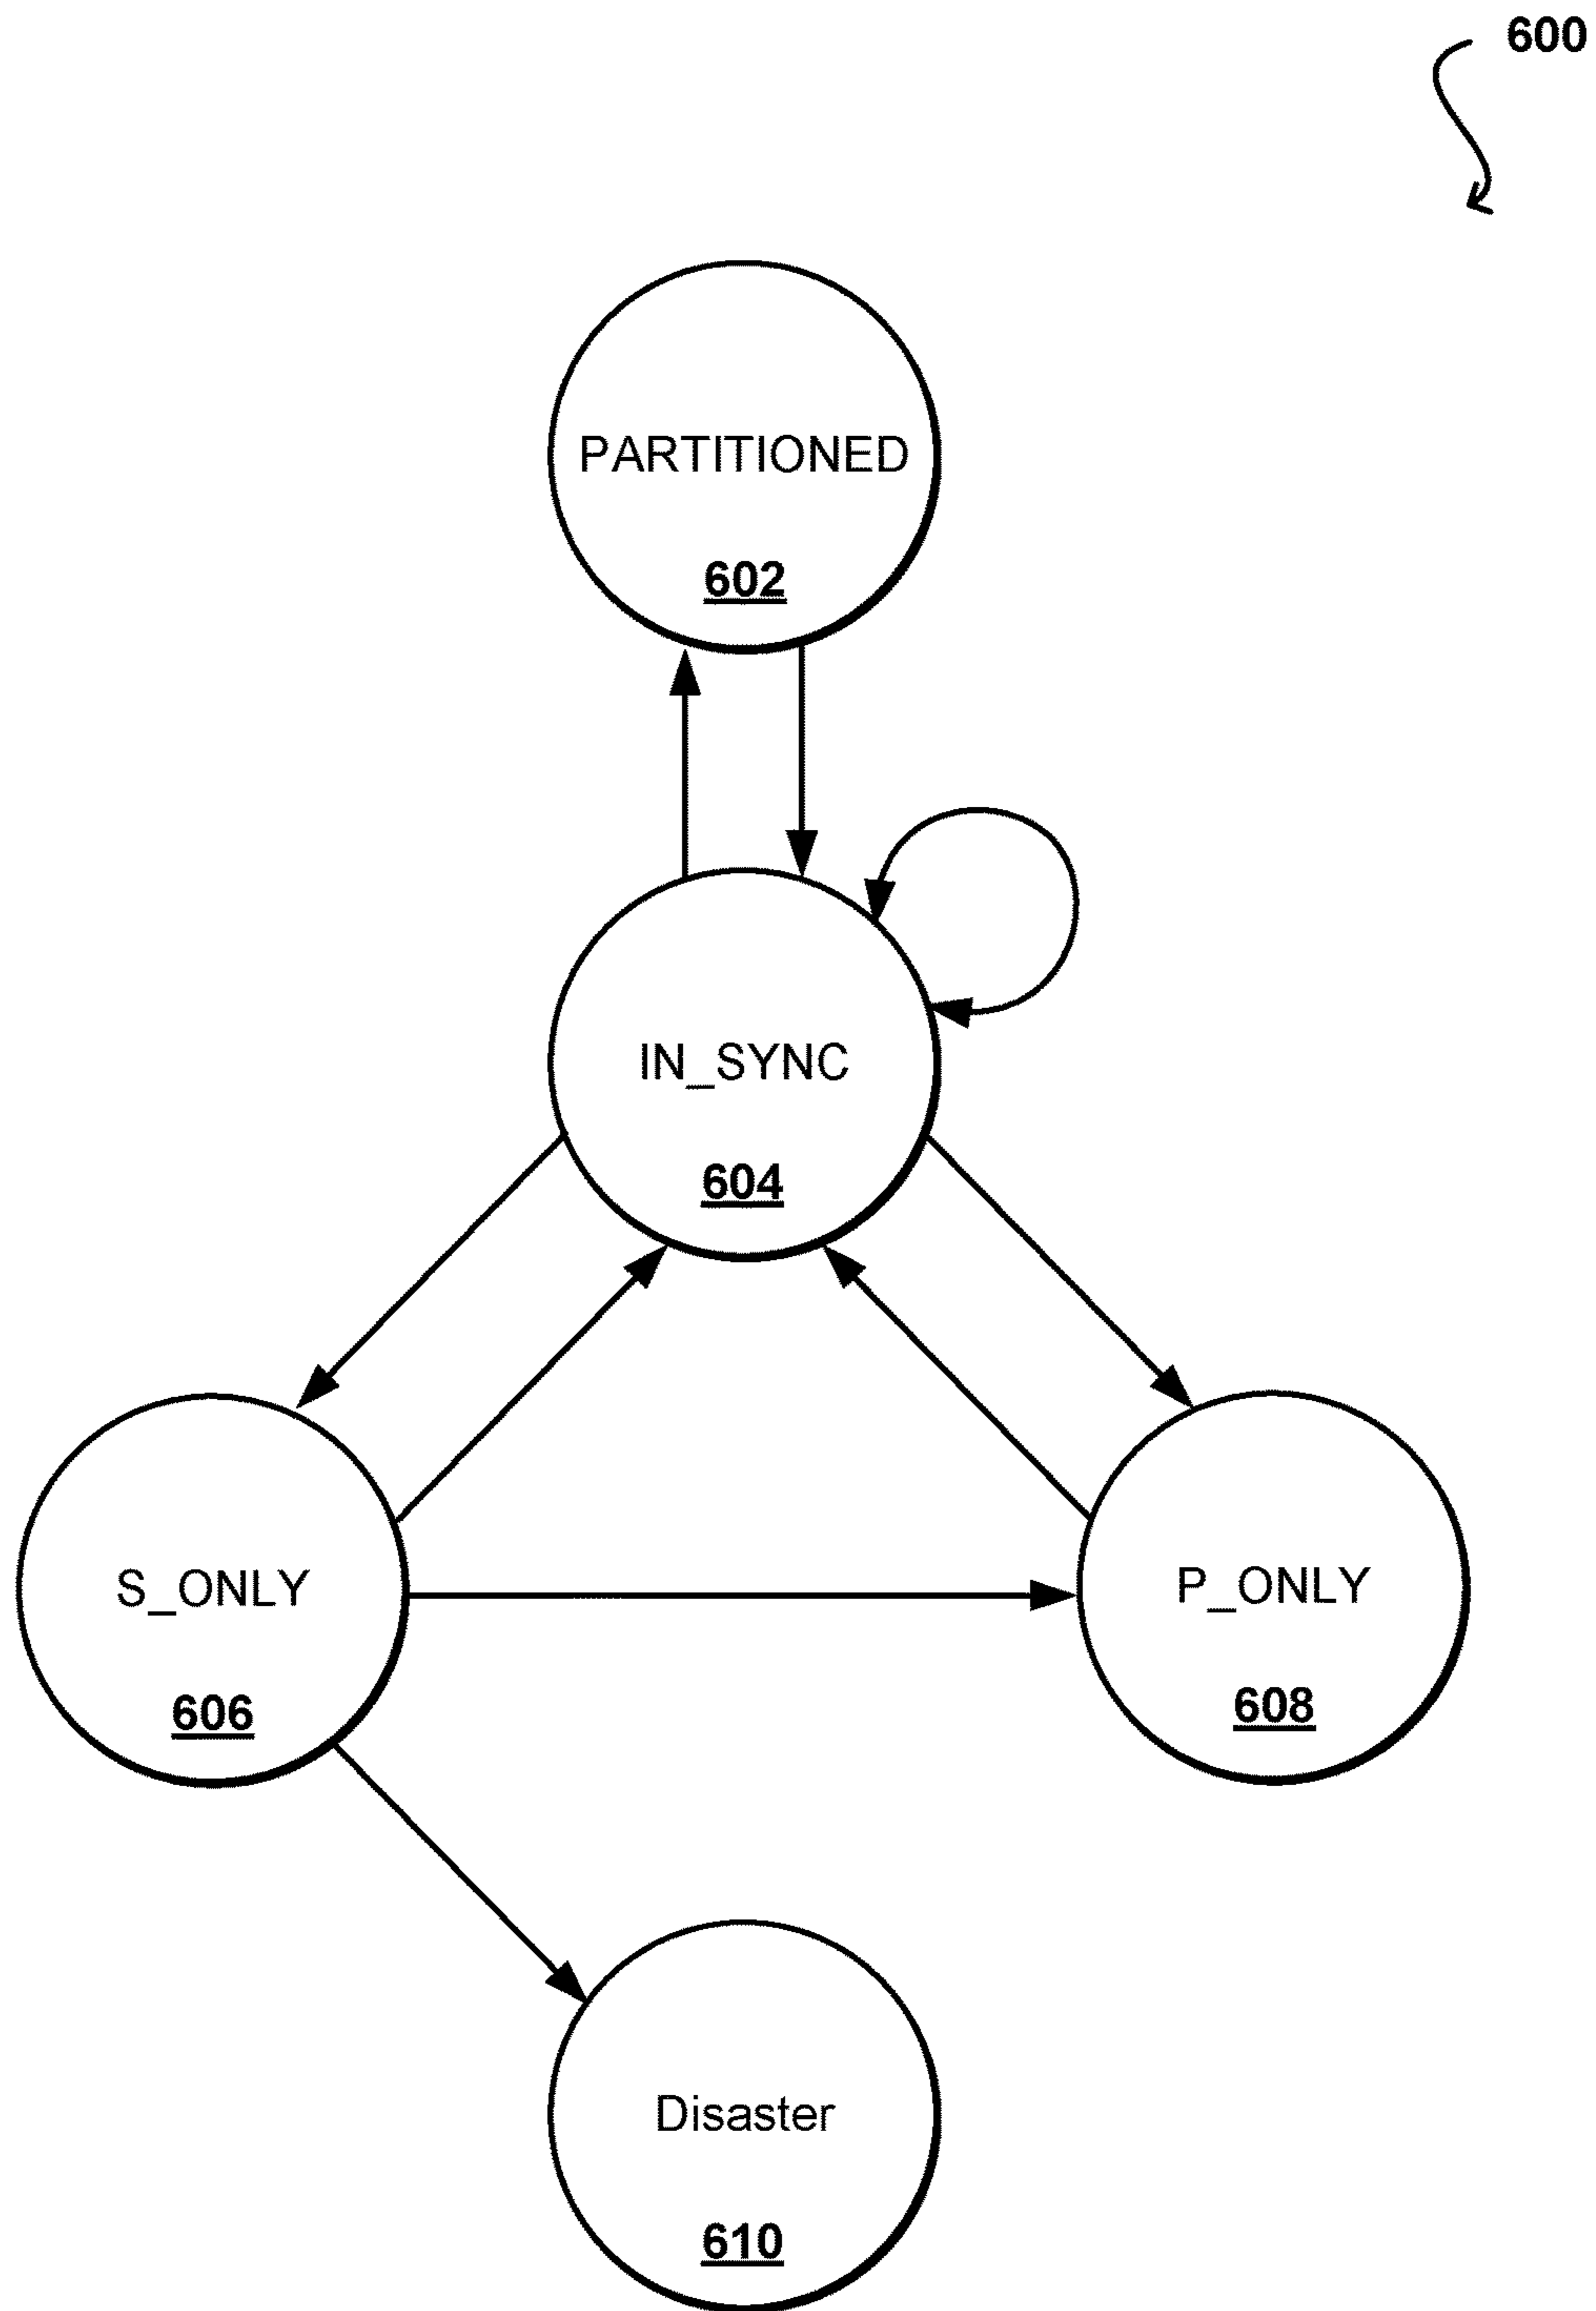 600
PARTITIONED
602
IN_SYNC
604
S_ONLY
606
P_ONLY
608
Disaster
610